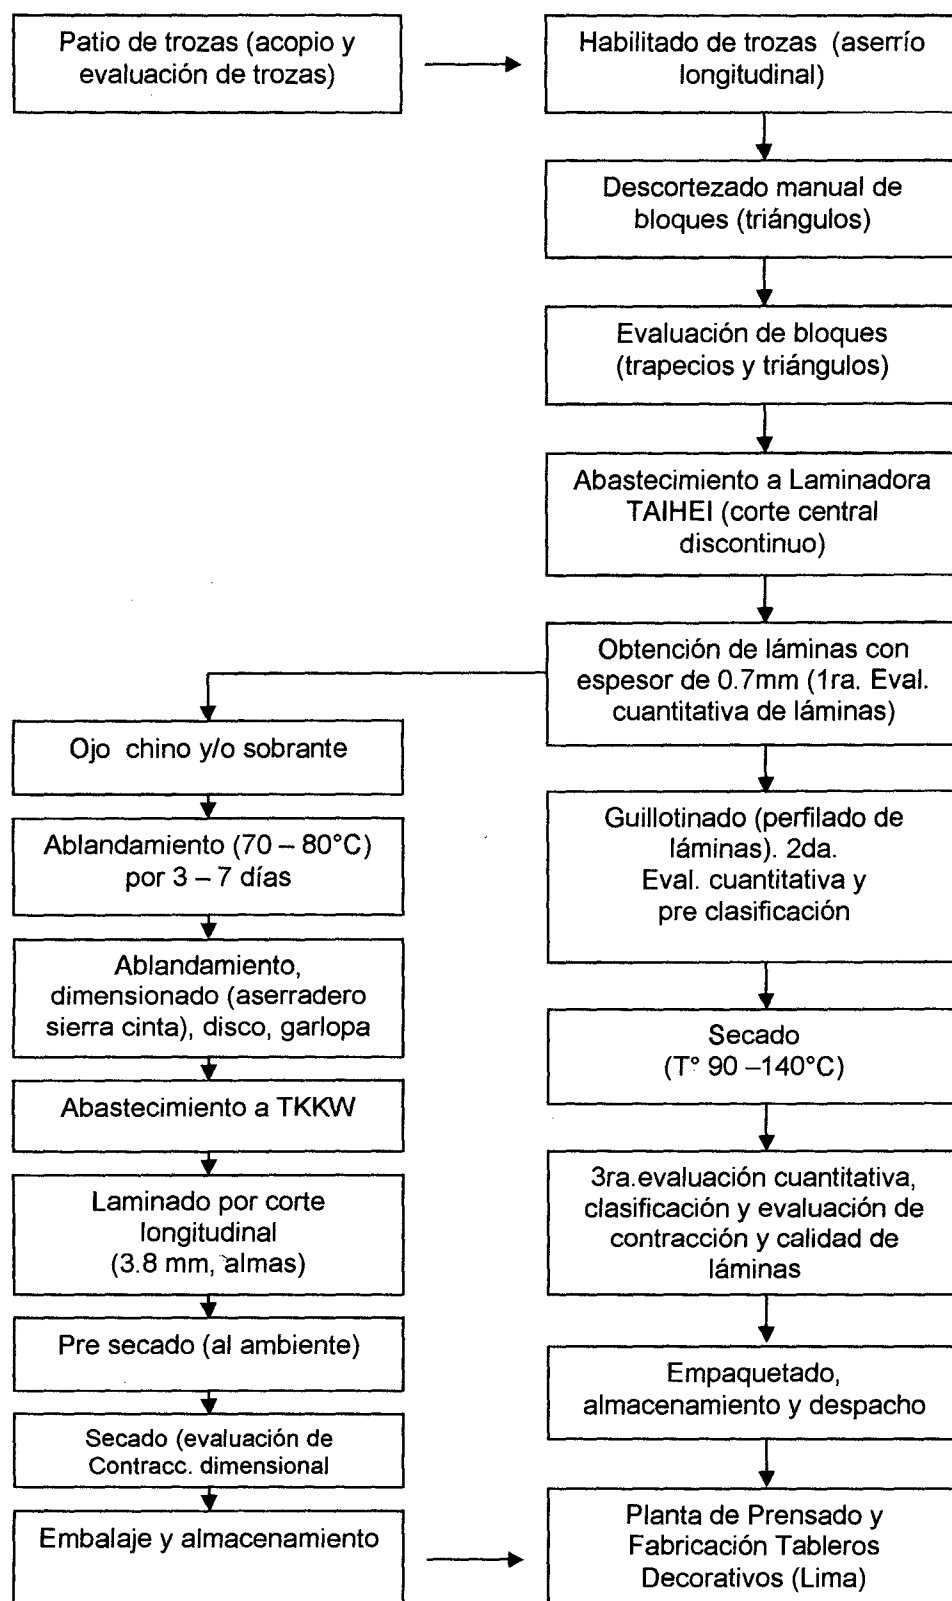 Patio de trozas (acopio y
evaluación de trozas)
Habilitado de trozas (aserrío
longitudinal)
Descortezado manual de
bloques (triángulos)
Evaluación de bloques
(trapecios y triángulos)
Abastecimiento a Laminadora
TAIHEI (corte central
discontinuo)
Obtención de láminas con
espesor de 0.7mm (1ra. Eval.
cuantitativa de láminas)
Guillotinado (perfilado de
láminas). 2da.
Eval. cuantitativa y
pre clasificación
Secado
(T° 90 –140°C)
3ra.evaluación cuantitativa,
clasificación y evaluación de
contracción y calidad de
láminas
Empaquetado,
almacenamiento y despacho
Ojo chino y/o sobrante
Ablandamiento (70 – 80°C)
por 3 – 7 días
Ablandamiento,
dimensionado (aserradero
sierra cinta), disco, garlopa
Abastecimiento a TKKW
Laminado por corte
longitudinal
(3.8 mm, almas)
Pre secado (al ambiente)
Secado (evaluación de
Contracc. dimensional
Embalaje y almacenamiento
Planta de Prensado y
Fabricación Tableros
Decorativos (Lima)